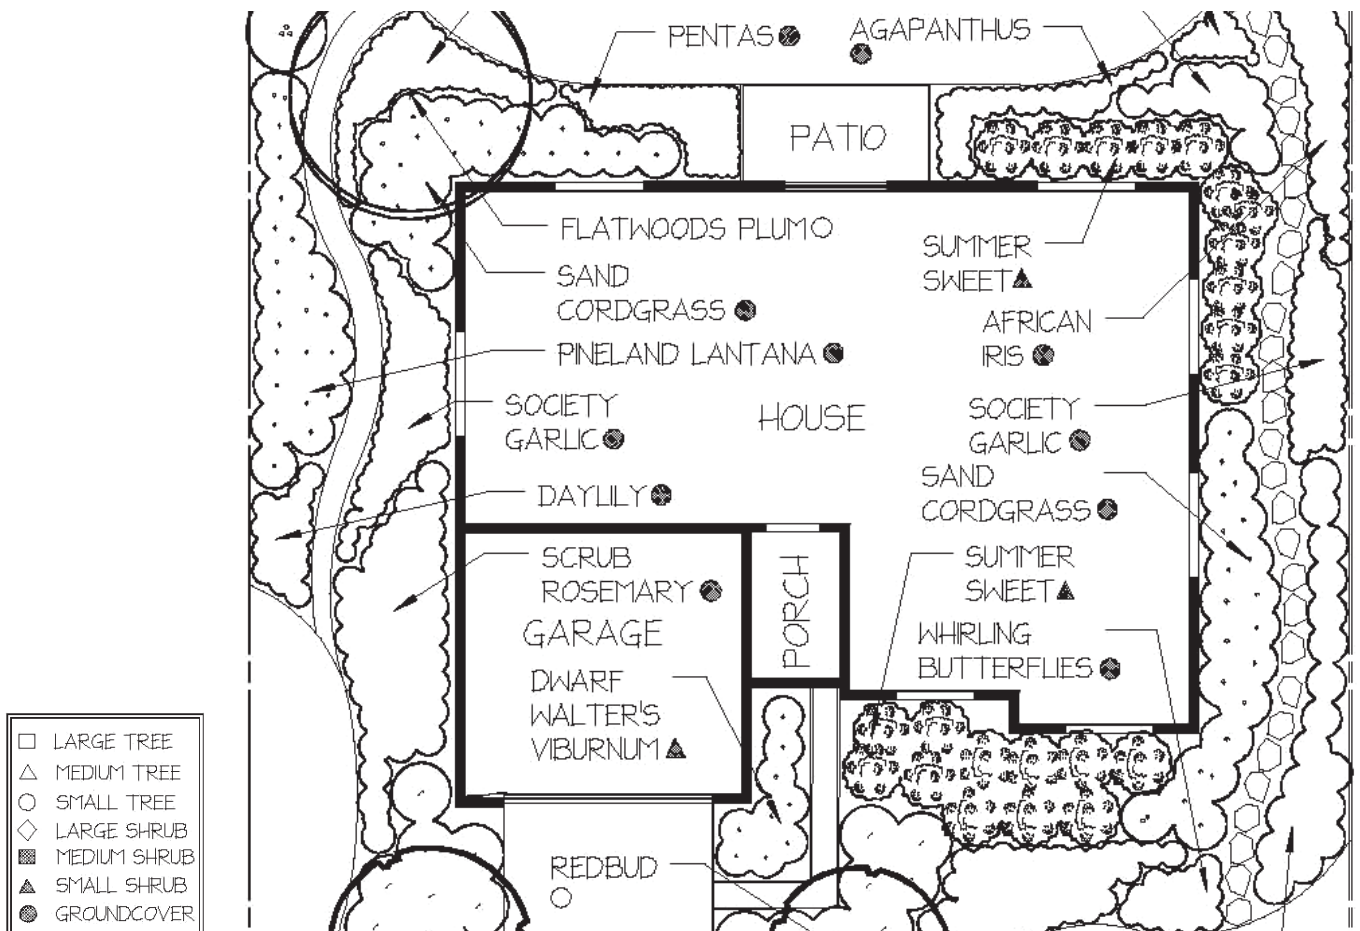 PENTAS
AGAPANTHUS
PATIO
FLATWOODS PLUM
SAND
CORDGRASS
PINELAND LANTANA
SOCIETY
GARLIC
DAYLILY
SCRUB
ROSEMARY
GARAGE
DWARF
WALTER'S
VIBURNUM
REDBUD
HOUSE
PORCH
SUMMER
SWEET
AFRICAN
IRIS
SOCIETY
GARLIC
SAND
CORDGRASS
SUMMER
SWEET
WHIRLING
BUTTERFLIES
LARGE TREE
MEDIUM TREE
SMALL TREE
LARGE SHRUB
MEDIUM SHRUB
SMALL SHRUB
GROUNDCOVER